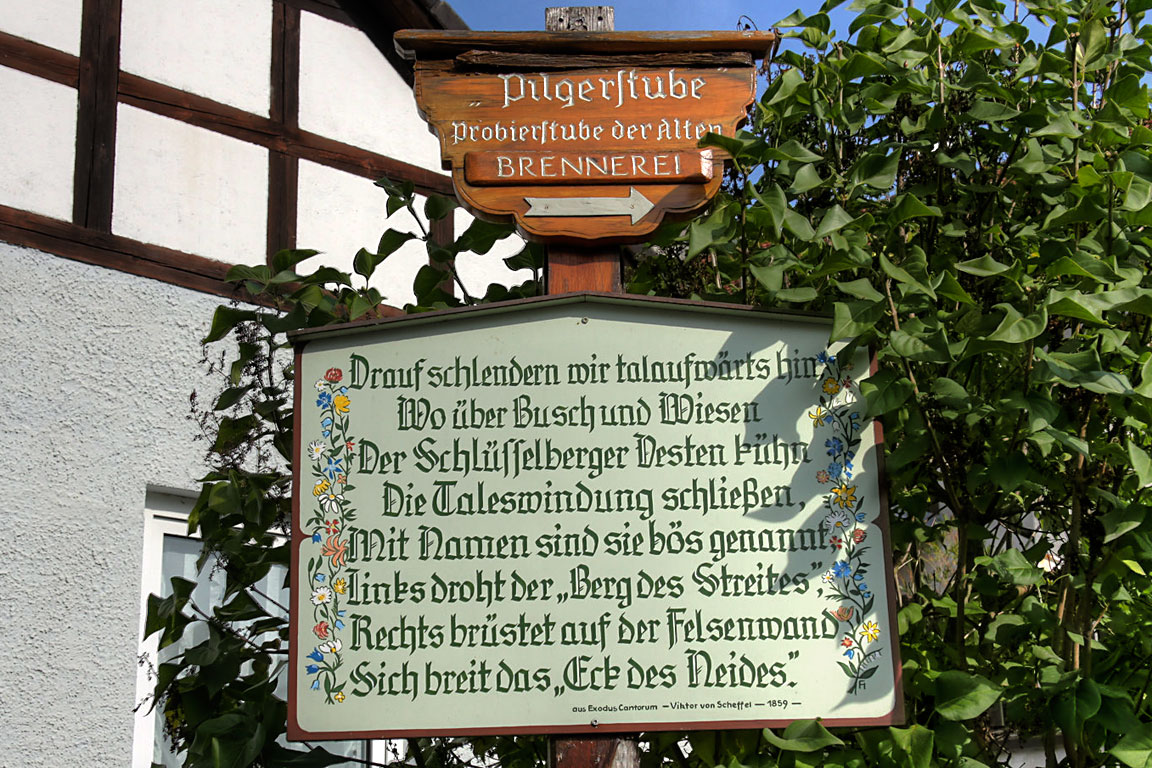 „Pilgerstube"
Probierstube der Alten
BRENNEREI
Drauf schlendern wir talaufwärts hin
Wo über Busch und Wiesen
Der Schlüsselberger Vesten kühn
Die Taleswindung schließen,
Mit Namen sind sie bös genannt,
Links droht der „Berg des Streites",
Rechts brüstet auf der Felsenwand
Sich breit das „Eck des Neides."
aus Exodus Cantorum — Viktor von Scheffel — 1859 —